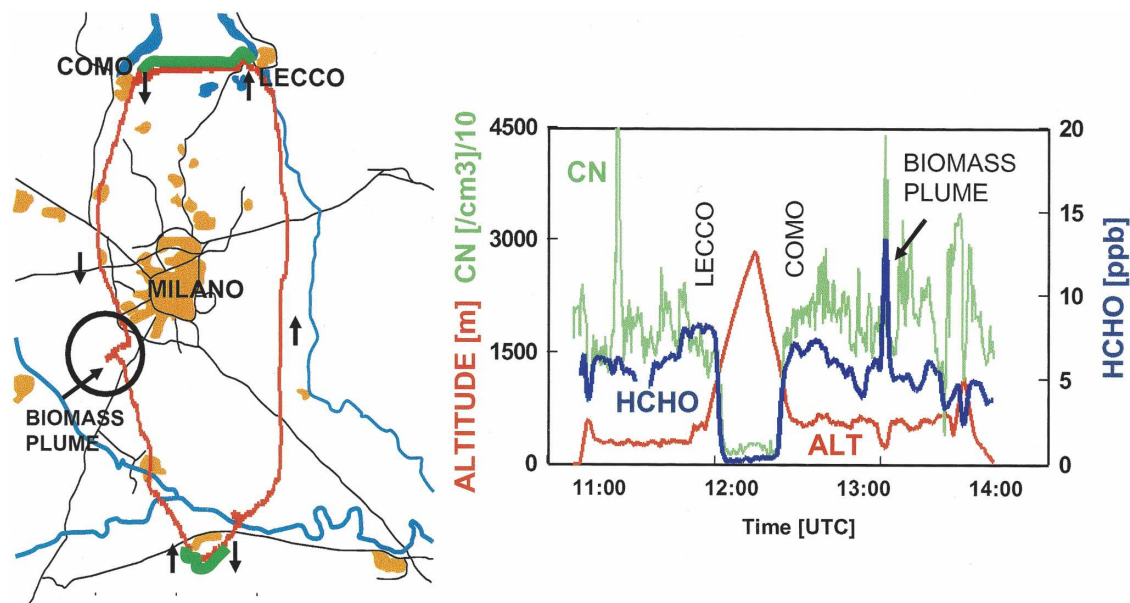 COMO
LECCO
MILANO
BIOMASS
PLUME
ALTITUDE [m]
CN [/cm3]/10
4500
3000
1500
0
CN
LECCO
COMO
BIOMASS
PLUME
HCHO
ALT
20
15
10
5
0
HCHO [ppb]
11:00
12:00
13:00
14:00
Time [UTC]